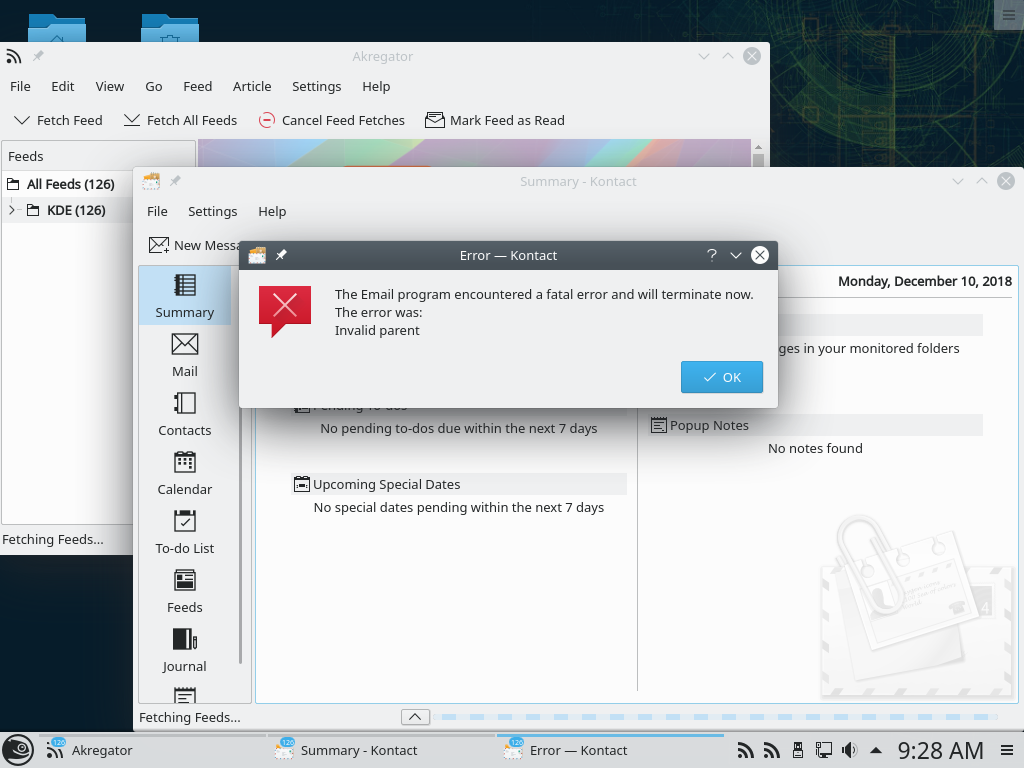 Akregator
File Edit View Go Feed Article Settings Help
Fetch Feed Fetch All Feeds Cancel Feed Fetches Mark Feed as Read
Feeds
All Feeds (126)
KDE (126)
Fetching Feeds...
Summary - Kontact
File Settings Help
New Messa
Error — Kontact
The Email program encountered a fatal error and will terminate now.
The error was:
Invalid parent
OK
Summary
Mail
Contacts
Calendar
To-do List
Feeds
Journal
Monday, December 10, 2018
ges in your monitored folders
Pending To-dos
No pending to-dos due within the next 7 days
Upcoming Special Dates
No special dates pending within the next 7 days
Popup Notes
No notes found
4
Fetching Feeds...
126 Akregator 126 Summary - Kontact 126 Error — Kontact 9:28 AM